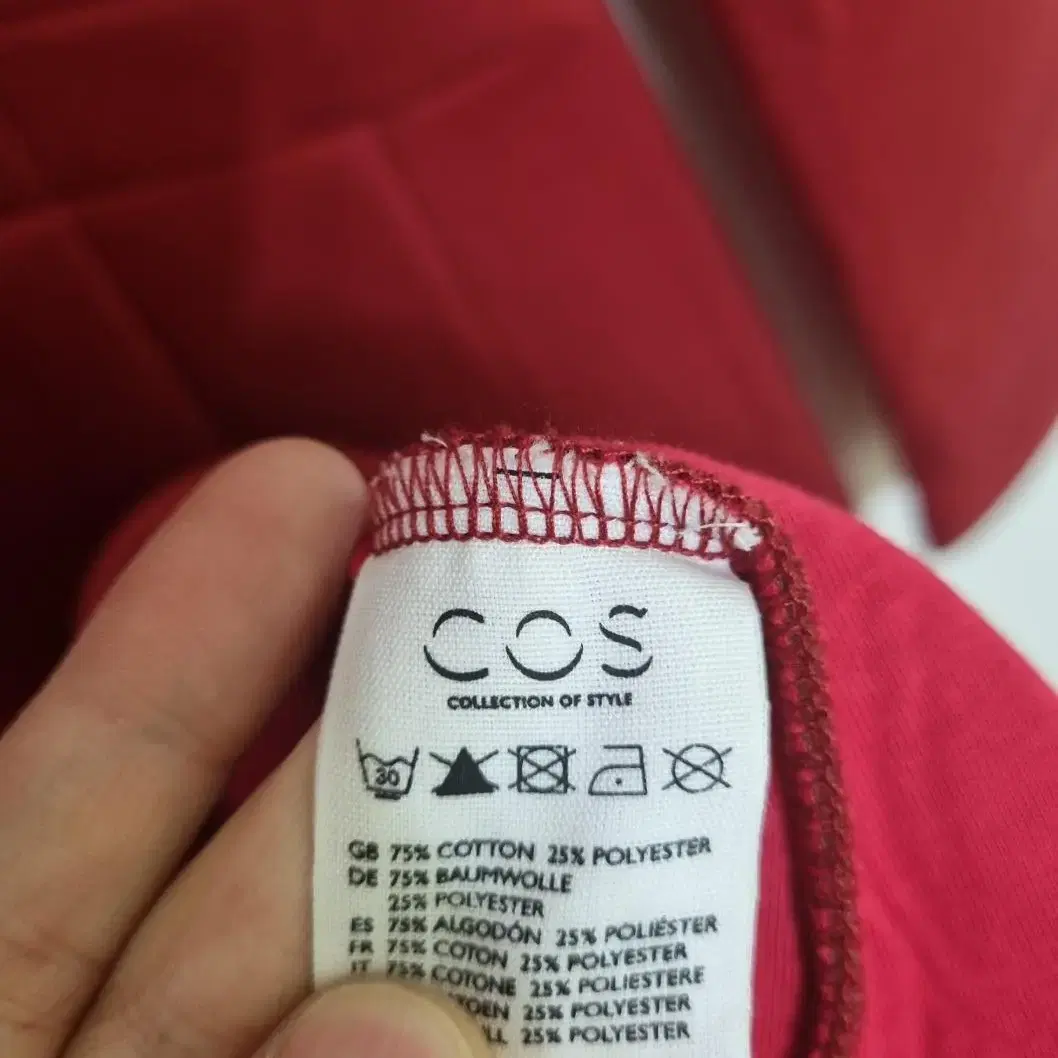 COS
COLLECTION OF STYLE
30
GB 75% COTTON 25% POLYESTER
DE 75% BAUMWOLLE
25% POLYESTER
ES 75% ALGODÓN 25% POLIÉSTER
FR 75% COTON 25% POLYESTER
IT 75% COTONE 25% POLIESTERE
25% POLYESTER
25% POLYESTER